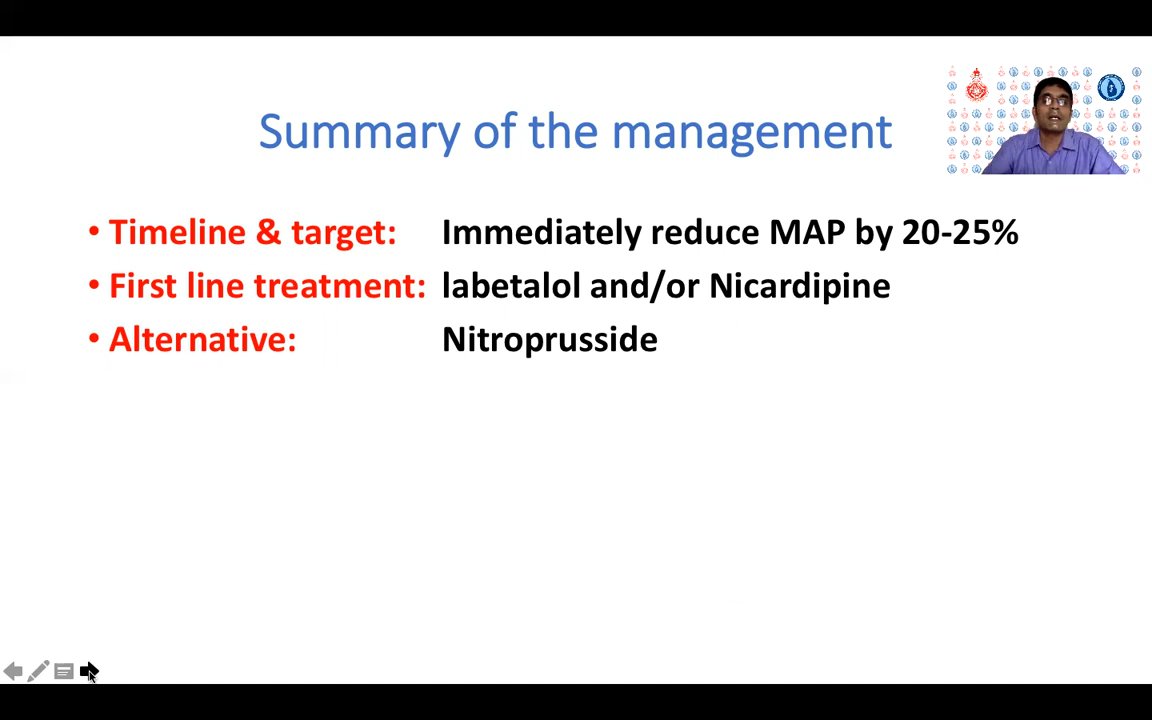 Summary of the management
• Timeline & target: Immediately reduce MAP by 20-25%
• First line treatment: labetalol and/or Nicardipine
• Alternative: Nitroprusside